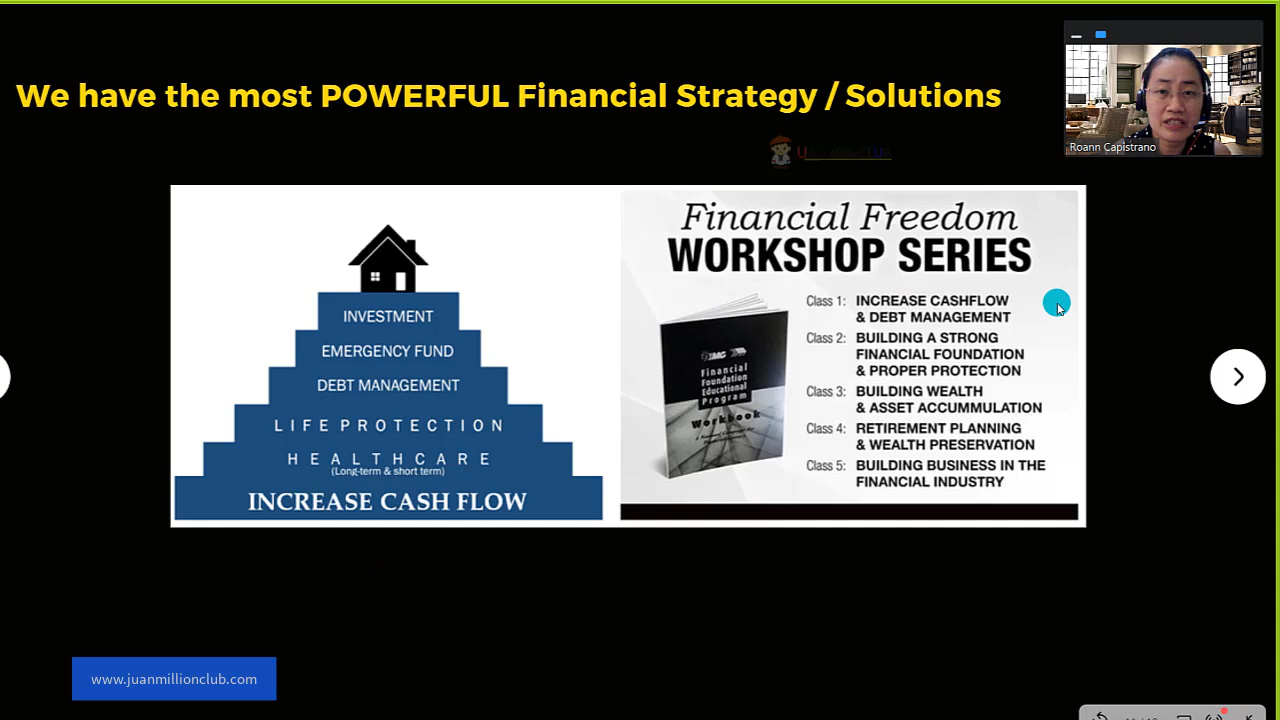 We have the most POWERFUL Financial Strategy / Solutions
Roann Capistrano
INVESTMENT
EMERGENCY FUND
DEBT MANAGEMENT
LIFE PROTECTION
HEALTHCARE
(Long-term & short term)
INCREASE CASH FLOW
Financial Freedom
WORKSHOP SERIES
IMG
Financial
Foundation
Educational
Program
Workbook
Class 1: INCREASE CASHFLOW
& DEBT MANAGEMENT
Class 2: BUILDING A STRONG
FINANCIAL FOUNDATION
& PROPER PROTECTION
Class 3: BUILDING WEALTH
& ASSET ACCUMMULATION
Class 4: RETIREMENT PLANNING
& WEALTH PRESERVATION
Class 5: BUILDING BUSINESS IN THE
FINANCIAL INDUSTRY
www.juanmillionclub.com